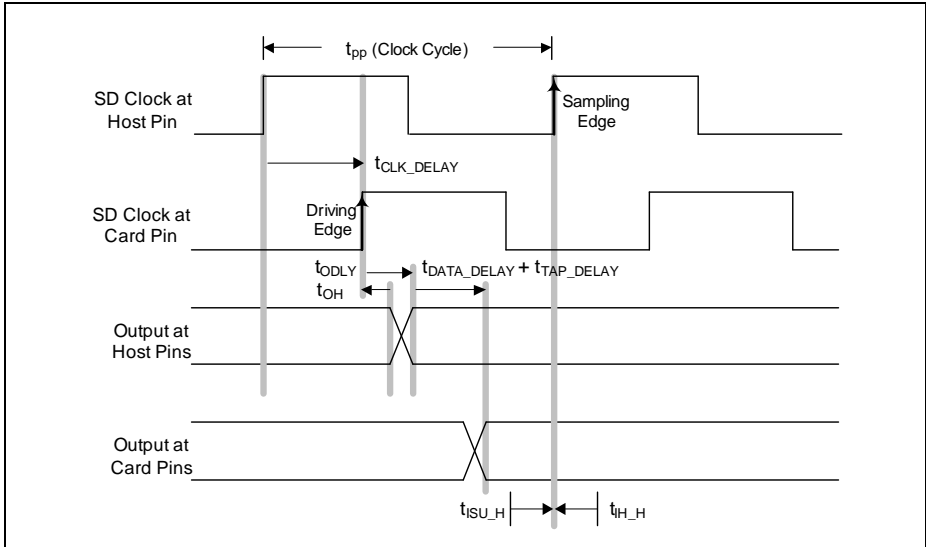 tpp (Clock Cycle)
SD Clock at
Host Pin
Sampling
Edge
tCLK_DELAY
SD Clock at
Card Pin
Driving
Edge
tODLY
tDATA_DELAY + tTAP_DELAY
tOH
Output at
Host Pins
Output at
Card Pins
tISU_H
tIH_H